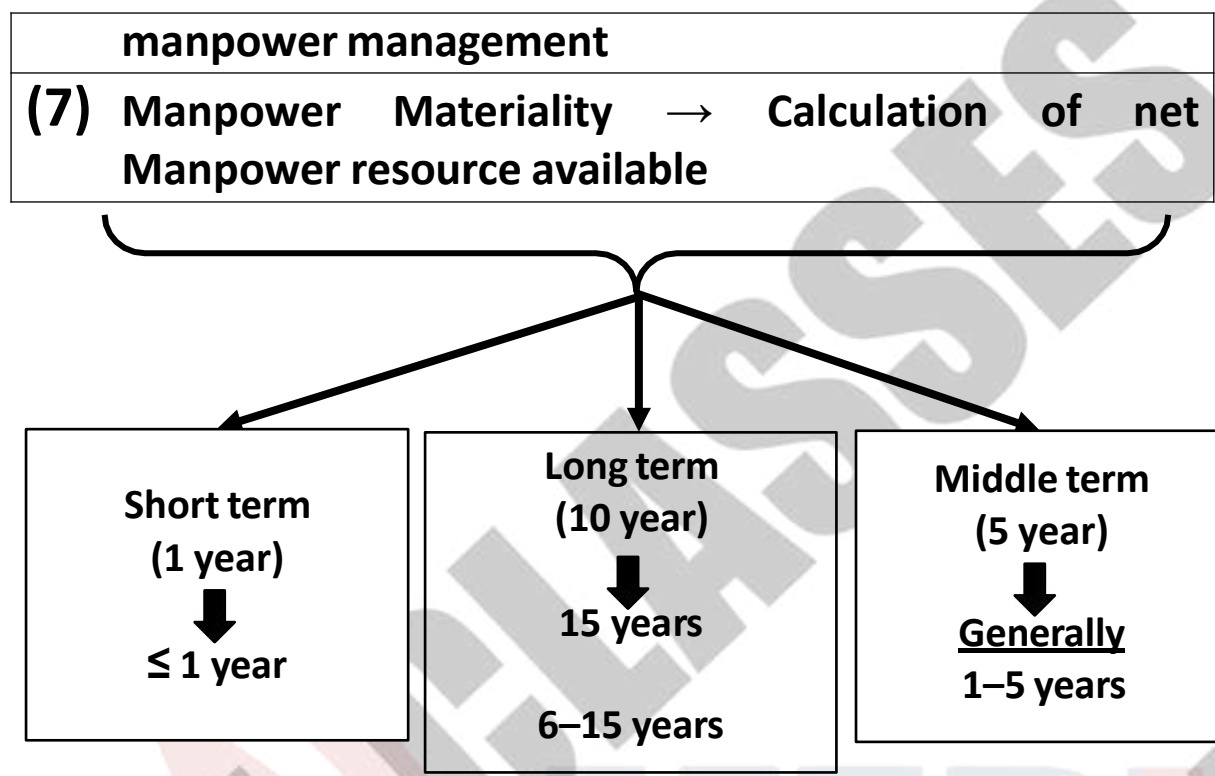 manpower management
(7) Manpower Materiality → Calculation of net
Manpower resource available
Short term
(1 year)
≤ 1 year
Long term
(10 year)
15 years
6–15 years
Middle term
(5 year)
Generally
1–5 years
CLASSES